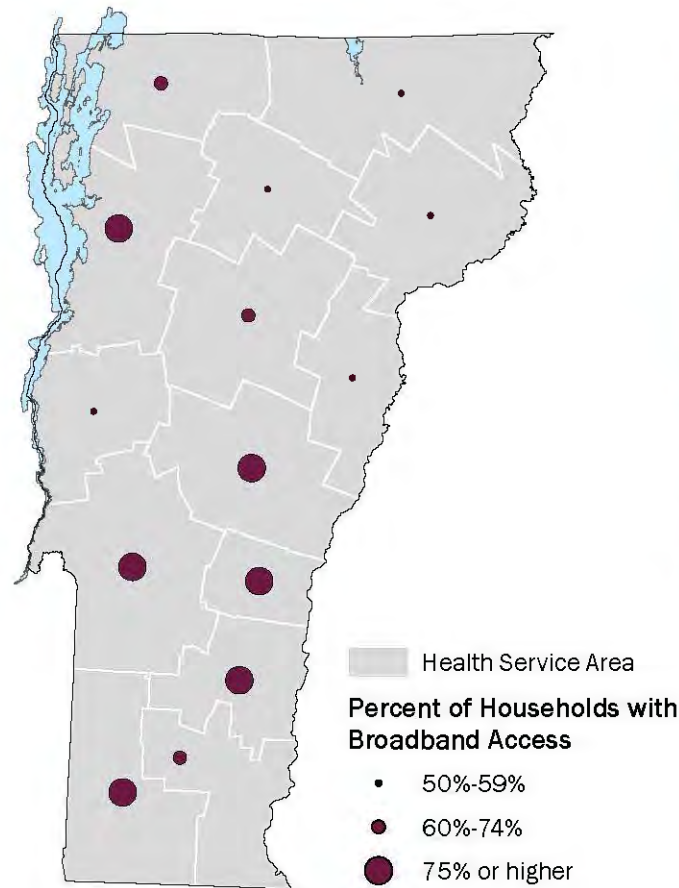 Health Service Area
Percent of Households with
Broadband Access
50%-59%
60%-74%
75% or higher